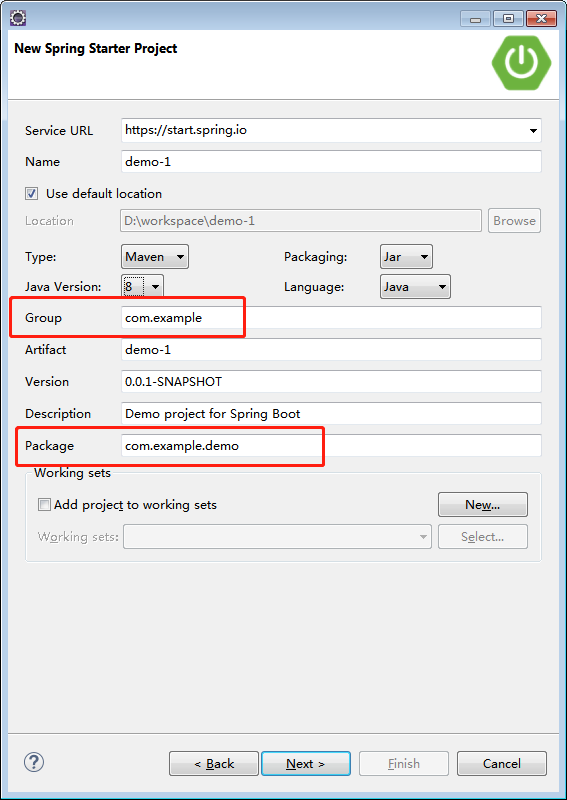 New Spring Starter Project
Service URL https://start.spring.io
Name demo-1
Use default location
Location D:\workspace\demo-1 Browse
Type: Maven Packaging: Jar
Java Version: 8 Language: Java
Group com.example
Artifact demo-1
Version 0.0.1-SNAPSHOT
Description Demo project for Spring Boot
Package com.example.demo
Working sets
Add project to working sets New...
Working sets: Select...
? < Back Next > Finish Cancel